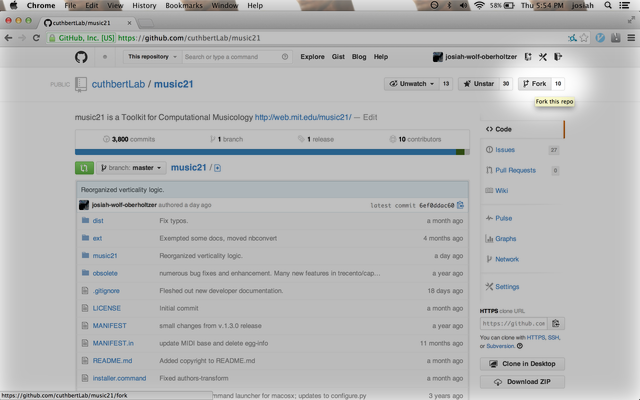 Chrome File Edit View History Bookmarks Window Help 58% Thu 5:54 PM josiah
cuthbertLab/music21
GitHub, Inc. [US] https://github.com/cuthbertLab/music21
This repository Search or type a command Explore Gist Blog Help josiah-wolf-oberholtzer
PUBLIC cuthbertLab / music21 Unwatch 13 Unstar 30 Fork 10
Fork this repo
music21 is a Toolkit for Computational Musicology http://web.mit.edu/music21/ — Edit
3,800 commits 1 branch 1 release 10 contributors
branch: master music21 /
Reorganized verticality logic.
josiah-wolf-oberholtzer authored a day ago latest commit 6ef0ddac60
dist Fix typos. a month ago
ext Exempted some docs, moved nbconvert 4 months ago
music21 Reorganized verticality logic. a day ago
obsolete numerous bug fixes and enhancement. Many new features in trecento/cap... a year ago
.gitignore Fleshed out new developer documentation. 18 days ago
LICENSE Initial commit a month ago
MANIFEST small changes from v.1.3.0 release a year ago
MANIFEST.in update MIDI base and delete egg-info 11 months ago
README.md Added copyright to README.md a month ago
installer.command Fixed authors-transform a month ago
mmand launcher for macosx; updates to configure.py 3 years ago
Code
Issues 27
Pull Requests 0
Wiki
Pulse
Graphs
Network
Settings
HTTPS clone URL
https://github.com
You can clone with HTTPS, SSH,
or Subversion.
Clone in Desktop
Download ZIP
https://github.com/cuthbertLab/music21/fork